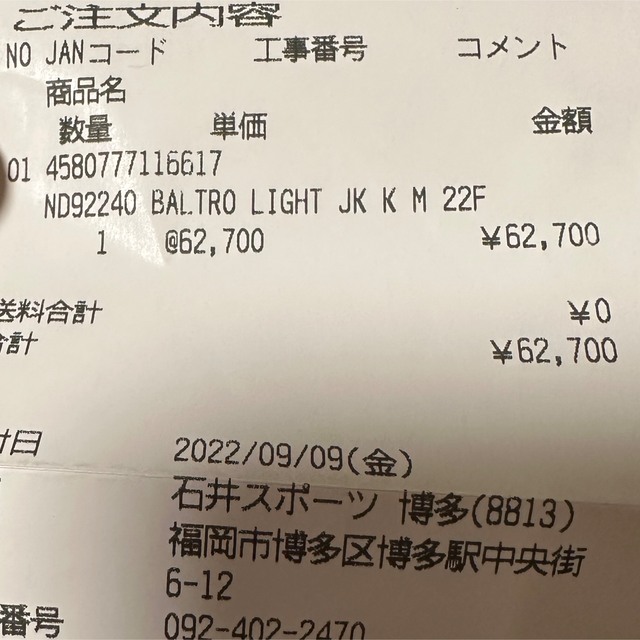 ご注文内容
NO JANコード 工事番号 コメント
商品名
数量 単価 金額
01 4580777116617
ND92240 BALTRO LIGHT JK K M 22F
1 @62,700 ¥62,700
送料合計 ¥0
合計 ¥62,700
付日 2022/09/09(金)
石井スポーツ 博多(8813)
福岡市博多区博多駅中央街
6-12
番号 092-402-2470